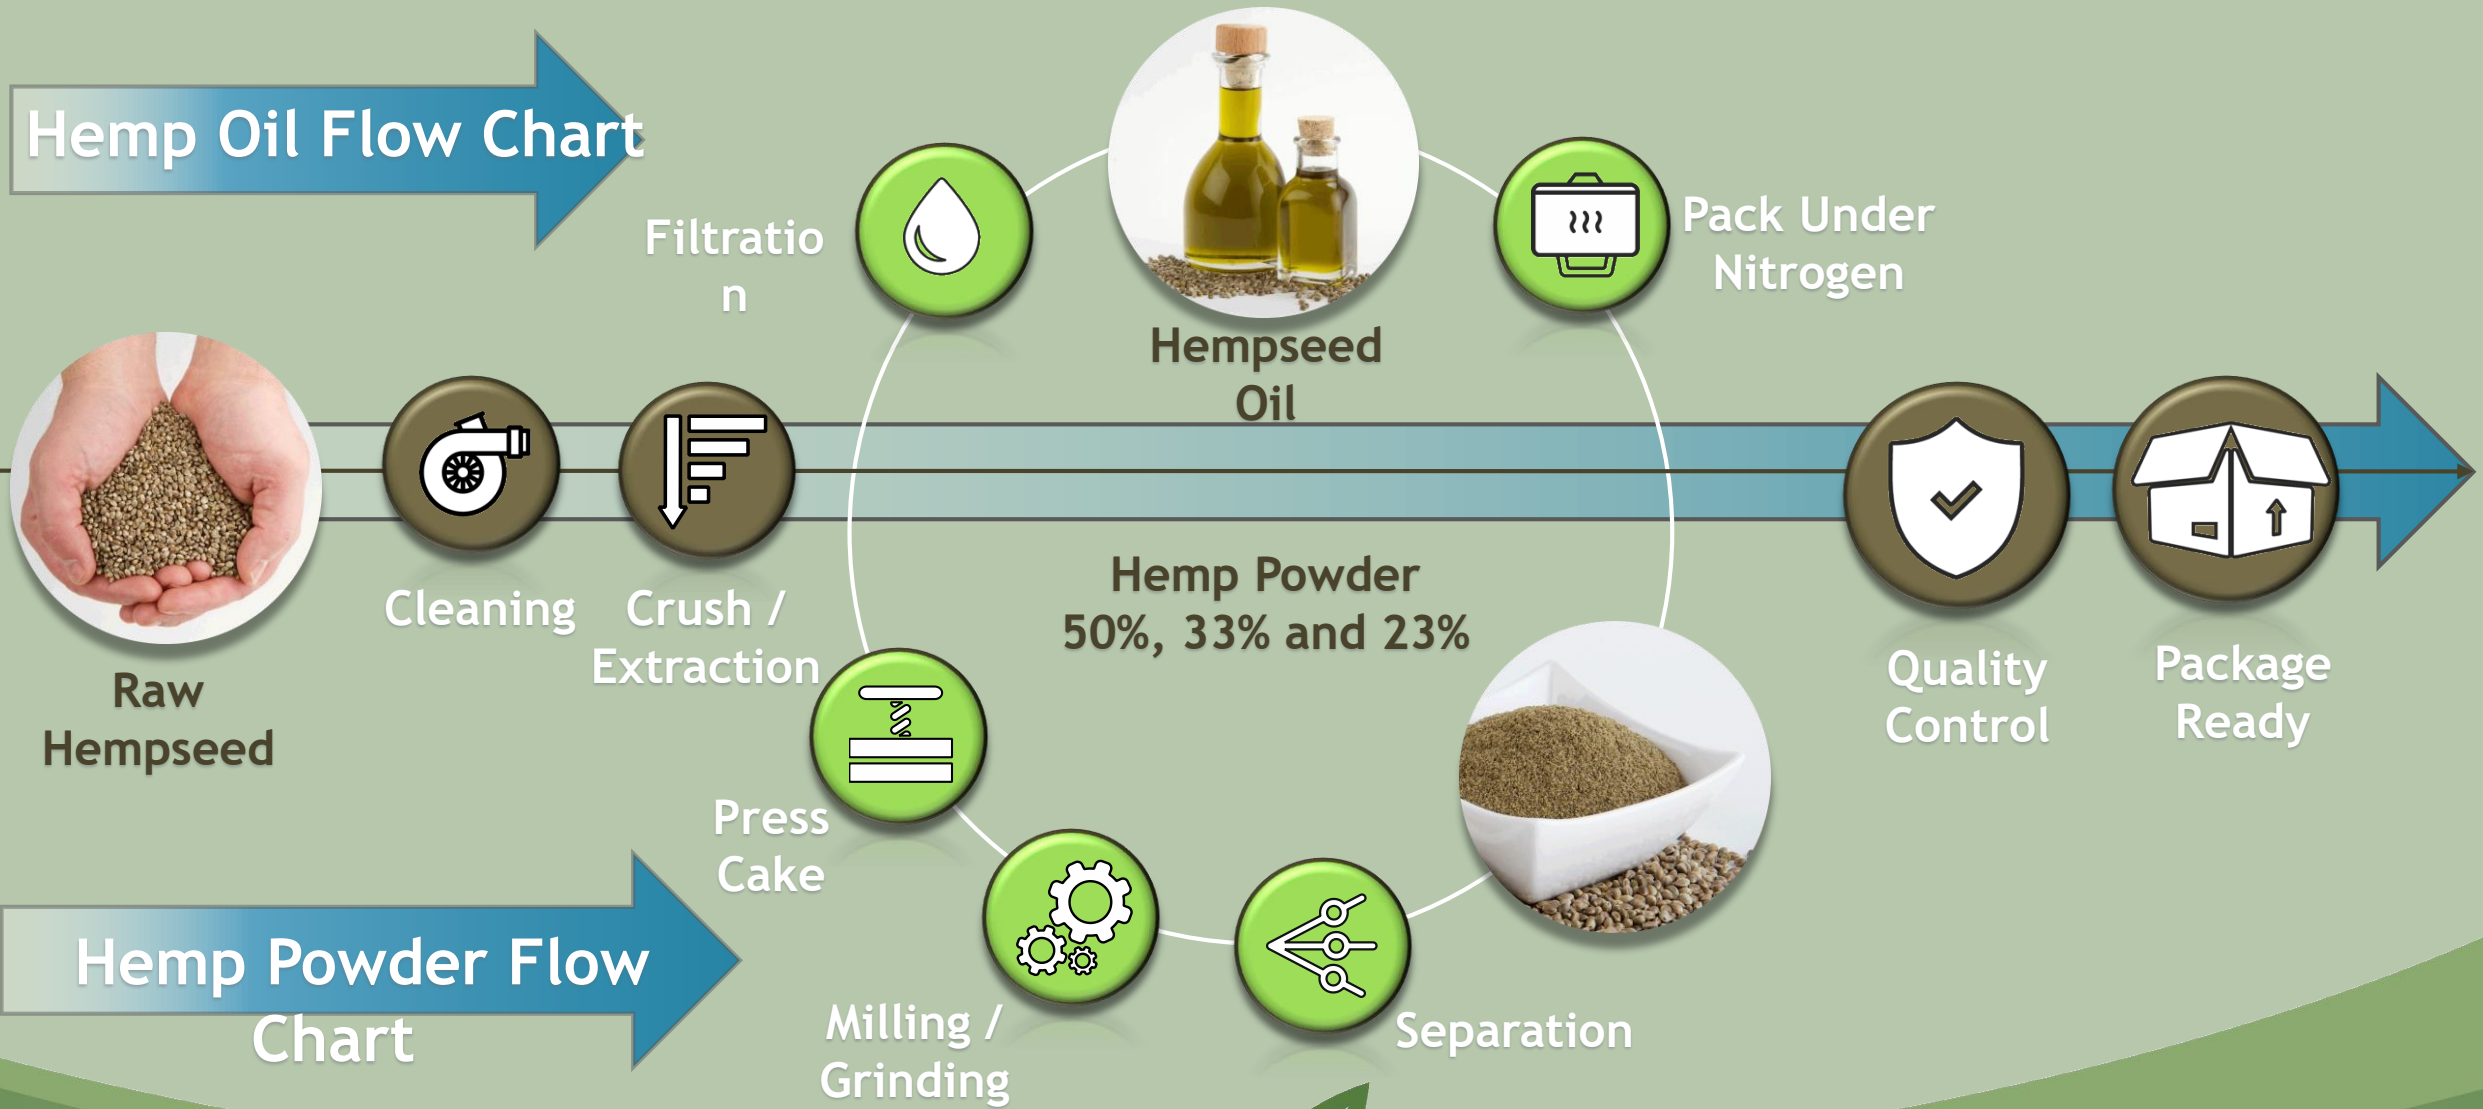 Hemp Oil Flow Chart
Filtratio
n
Pack Under
Nitrogen
Hempseed
Oil
Raw
Hempseed
Cleaning
Crush /
Extraction
Hemp Powder
50%, 33% and 23%
Quality
Control
Package
Ready
Press
Cake
Hemp Powder Flow
Chart
Milling /
Grinding
Separation